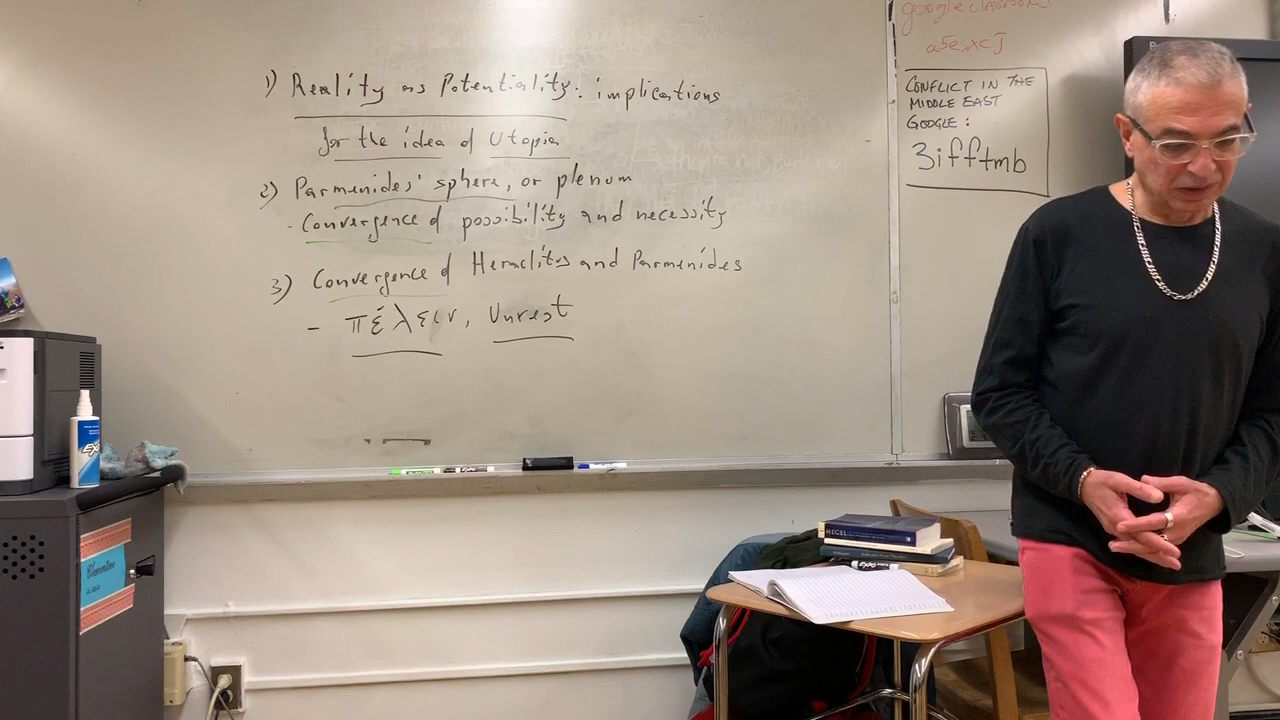 1) Reality as Potentiality: implications
for the idea of Utopia
2) Parmenides' sphere, or plenum
- Convergence of possibility and necessity
3) Convergence of Heraclitus and Parmenides
- πέλειν, Unrest
google classroom:
CONFLICT IN THE
MIDDLE EAST
GOOGLE:
3ifftmb
HEGEL
Clementine